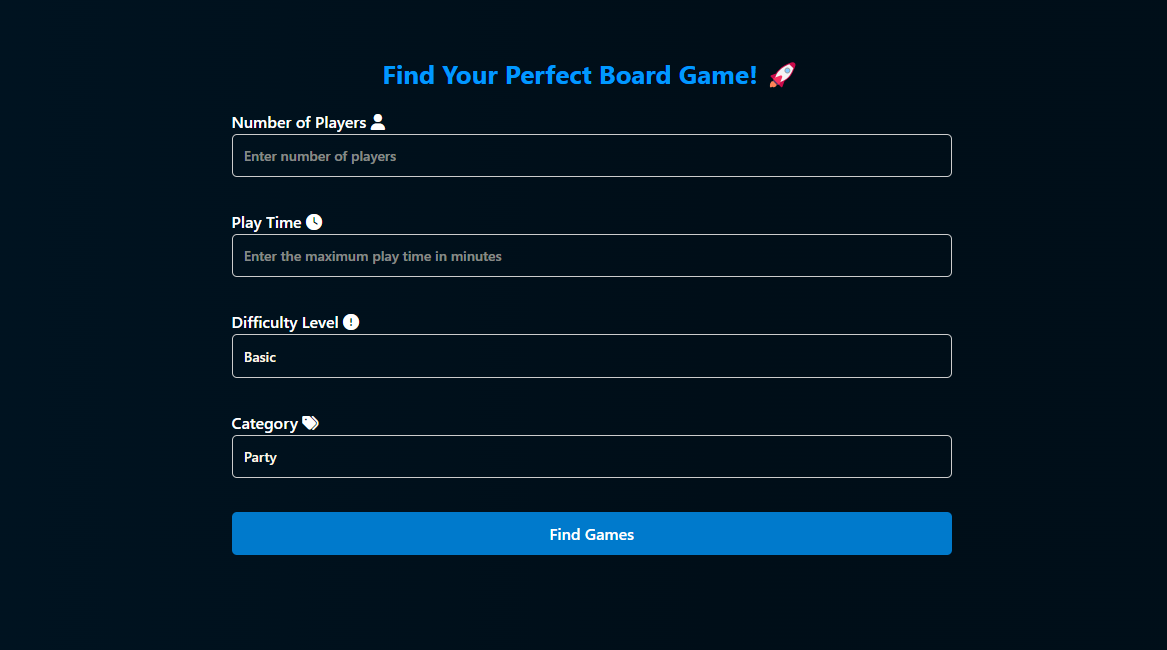 Find Your Perfect Board Game! 🚀
Number of Players
Enter number of players
Play Time
Enter the maximum play time in minutes
Difficulty Level
Basic
Category
Party
Find Games